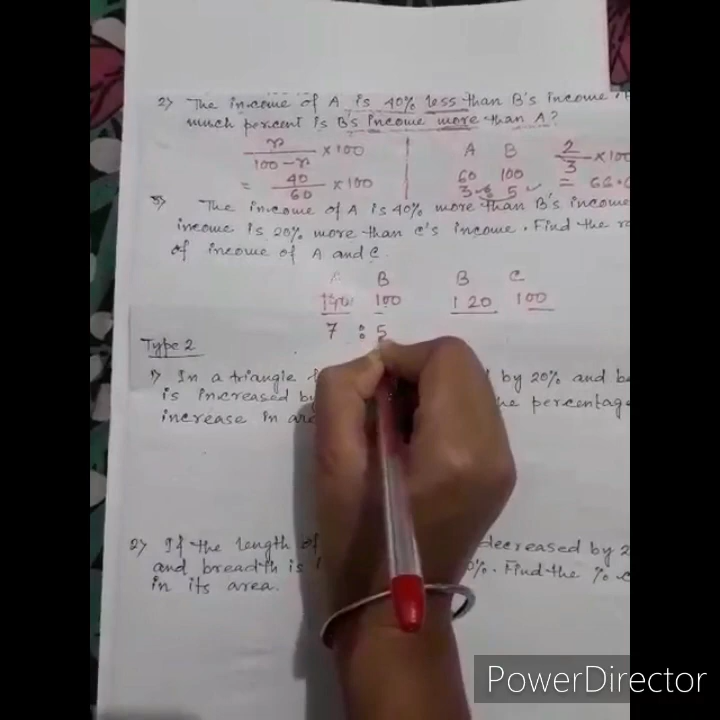 2) The income of A is 40% less than B's income.
much percent is B's income more than A?
r A B 2
100-r ×100 60 100 3 ×100
= 40 ×100 3 : 5 = 66.6
60
3) The income of A is 40% more than B's income
income is 20% more than C's income. Find the
of income of A and C.
A B B C
140 100 120 100
7 : 5
Type 2
1) In a triangle by 20% and
is increased by percentage
increase in
2) If the length of decreased by 2
and breadth is 0%. Find the %
in its area.
PowerDirector